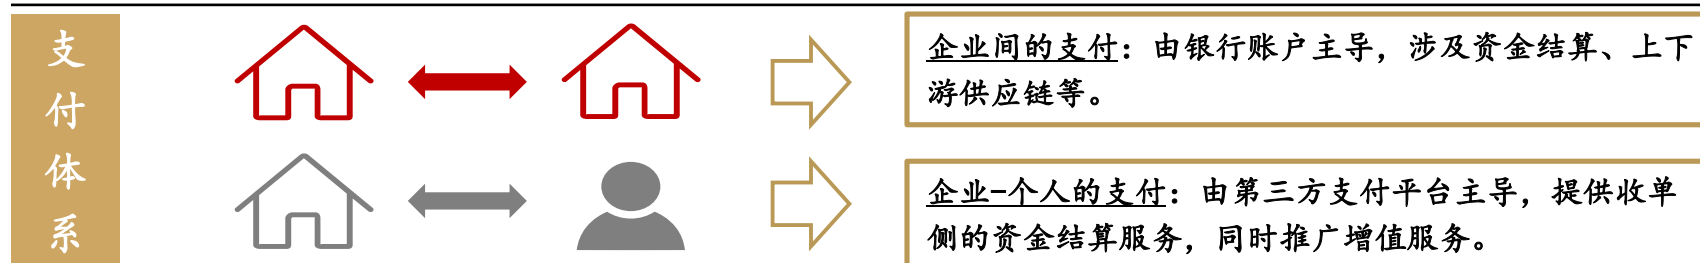 支
付
体
系
企业间的支付：由银行账户主导，涉及资金结算、上下
游供应链等。
企业-个人的支付：由第三方支付平台主导，提供收单
侧的资金结算服务，同时推广增值服务。